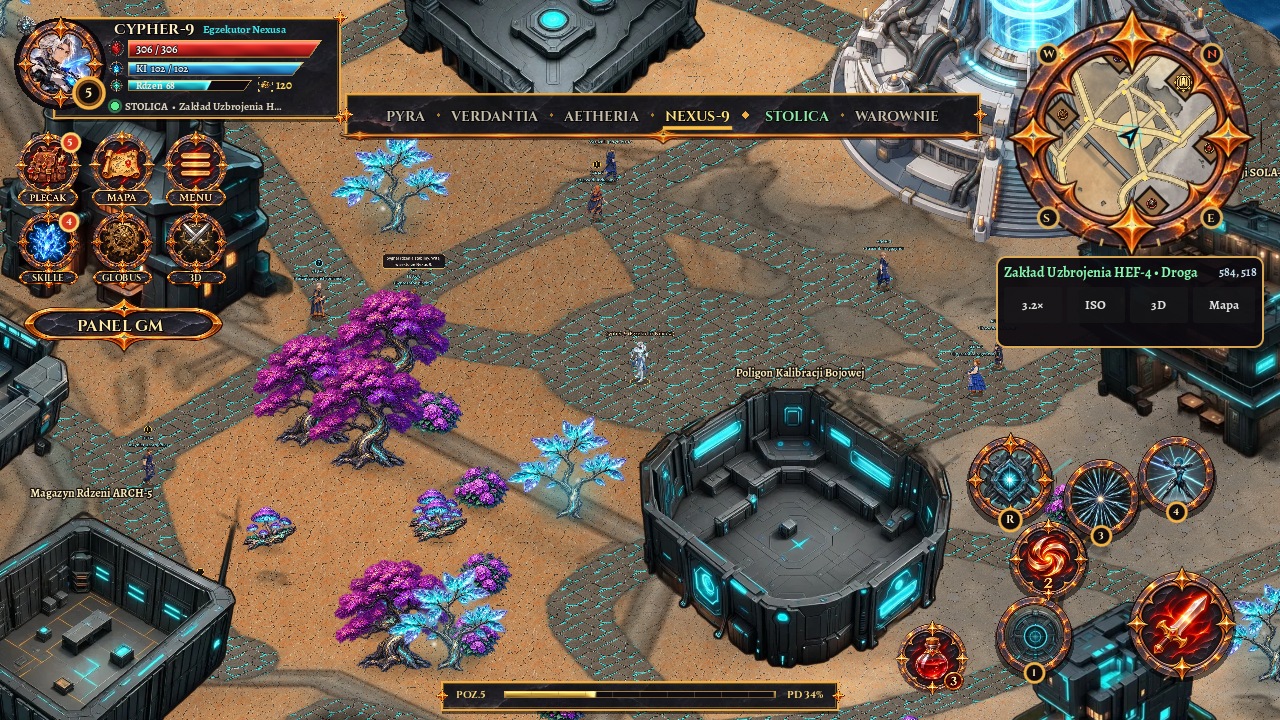 CYPHER-9 Egzekutor Nexusa
306 / 306
KI 102 / 102
Rdzeń 68
120
5
STOLICA • Zakład Uzbrojenia H...
5
PLECAK
MAPA
MENU
4
SKILLE
GLOBUS
3D
PANEL GM
PYRA • VERDANTIA • AETHERIA • NEXUS-9 ◆ STOLICA • WAROWNIE
W
N
S
E
i SOLA-
Zakład Uzbrojenia HEF-4 • Droga 584,518
3.2×
ISO
3D
Mapa
Poligon Kalibracji Bojowej
Magazyn Rdzeni ARCH-5
R
3
4
2
1
3
POZ.5
PD 34%